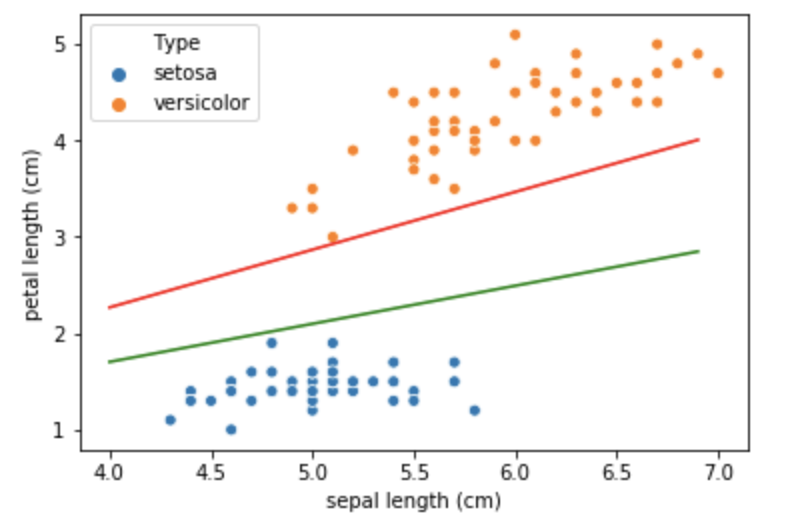 Type
setosa
versicolor
5
4
3
2
1
petal length (cm)
4.0 4.5 5.0 5.5 6.0 6.5 7.0
sepal length (cm)